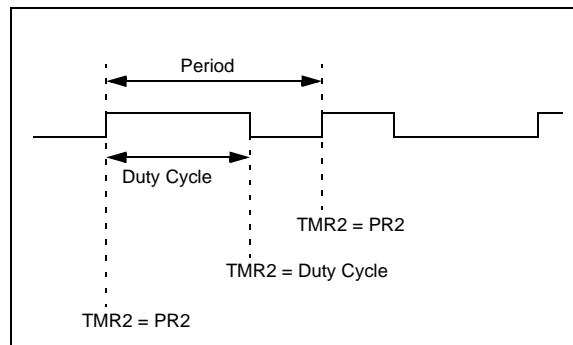 Period
Duty Cycle
TMR2 = PR2
TMR2 = Duty Cycle
TMR2 = PR2